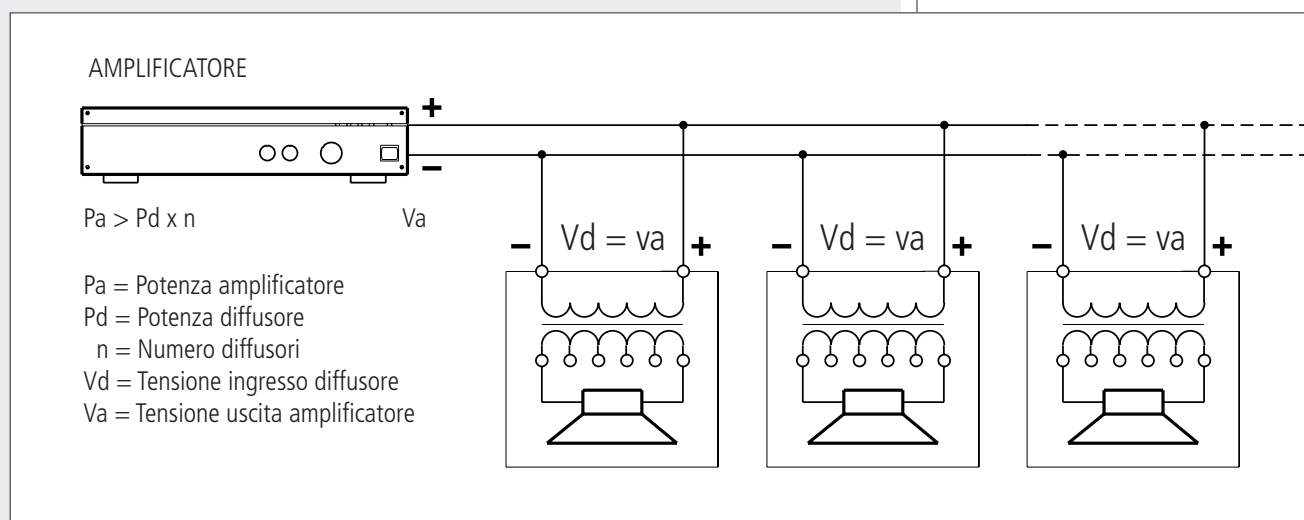 AMPLIFICATORE
+
−
Pa > Pd x n Va
− Vd = va + − Vd = va + − Vd = va +
Pa = Potenza amplificatore
Pd = Potenza diffusore
n = Numero diffusori
Vd = Tensione ingresso diffusore
Va = Tensione uscita amplificatore